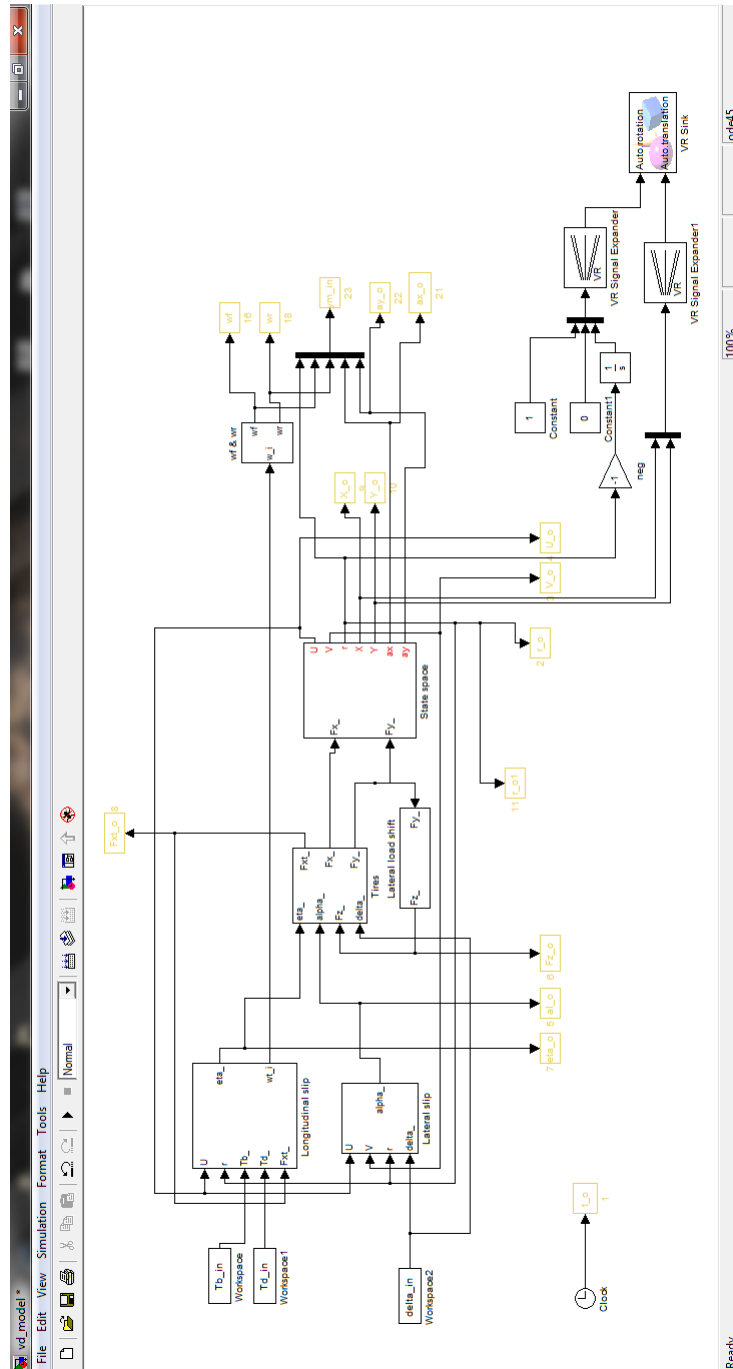 vd_model *
File Edit View Simulation Format Tools Help
Normal
Fxt_o
8
Tb_in
Workspace
Td_in
Workspace1
delta_in
Workspace2
U
r
Tb_
Td_
Fxt_
eta_
wt_i
Longitudinal slip
U
V
r
delta_
alpha_
Lateral slip
eta_
alpha_
Fz_
delta_
Fxt_
Fx_
Fy_
Tires
Lateral load shift
Fz_
Fy_
Fx_
Fy_
U
V
r
X
Y
ax
ay
State space
wf & wr
w_i
wf
wr
wf
16
wr
18
23
ay_o
22
ax_o
21
X_o
9
Y_o
10
U_o
V_o
r_o
2
r_o1
11
Fz_o
6
al_o
5
eta_o
7
t_o
1
Clock
1
Constant
0
Constant1
1
s
-1
neg
VR
VR Signal Expander
VR
VR Signal Expander1
Auto.rotation
Auto.translation
VR Sink
Ready
100%
ode45